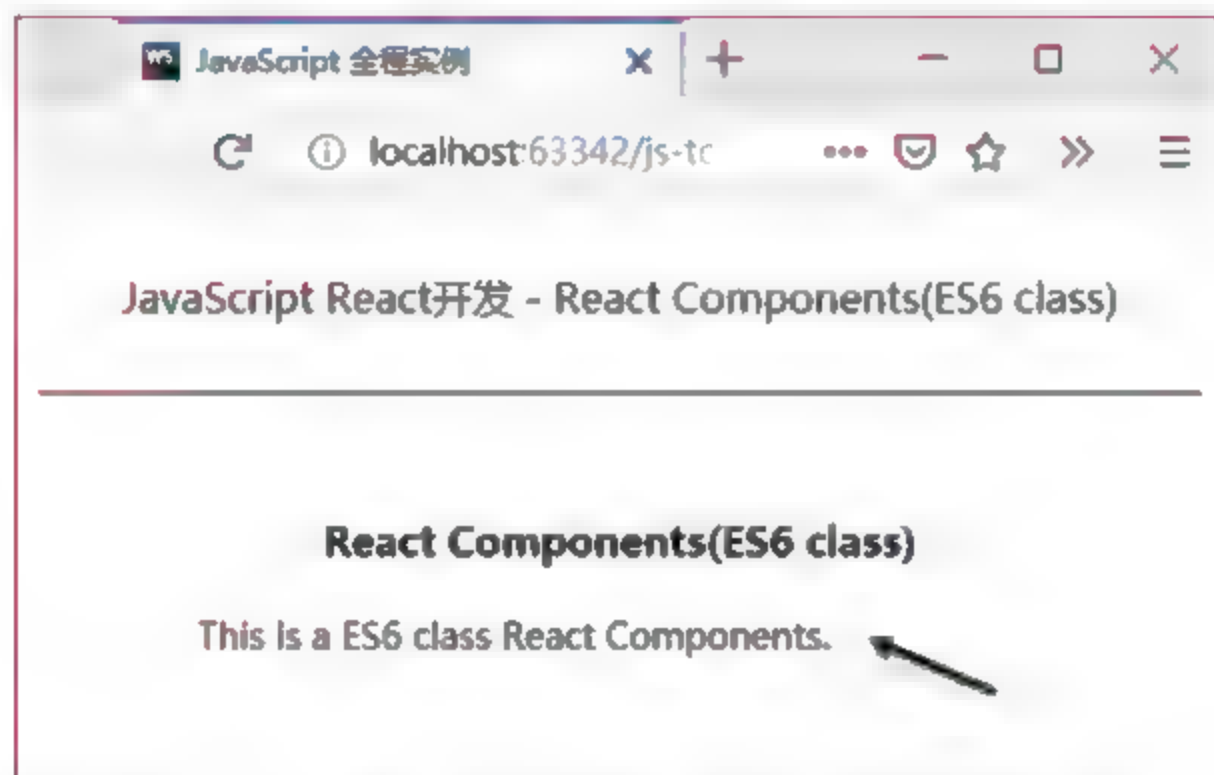 JavaScript 全程实例
localhost:63342/js-tc
JavaScript React开发 - React Components(ES6 class)
React Components(ES6 class)
This is a ES6 class React Components.